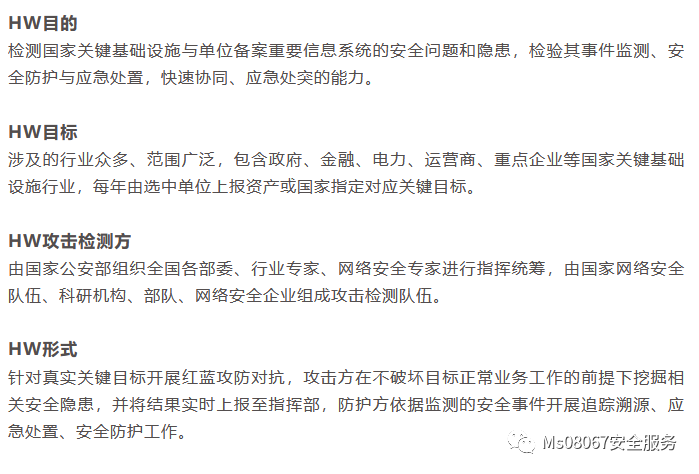 HW目的
检测国家关键基础设施与单位备案重要信息系统的安全问题和隐患，检验其事件监测、安
全防护与应急处置，快速协同、应急处突的能力。
HW目标
涉及的行业众多、范围广泛，包含政府、金融、电力、运营商、重点企业等国家关键基础
设施行业，每年由选中单位上报资产或国家指定对应关键目标。
HW攻击检测方
由国家公安部组织全国各部委、行业专家、网络安全专家进行指挥统筹，由国家网络安全
队伍、科研机构、部队、网络安全企业组成攻击检测队伍。
HW形式
针对真实关键目标开展红蓝攻防对抗，攻击方在不破坏目标正常业务工作的前提下挖掘相
关安全隐患，并将结果实时上报至指挥部，防护方依据监测的安全事件开展追踪溯源、应
急处置、安全防护工作。
Ms08067安全服务